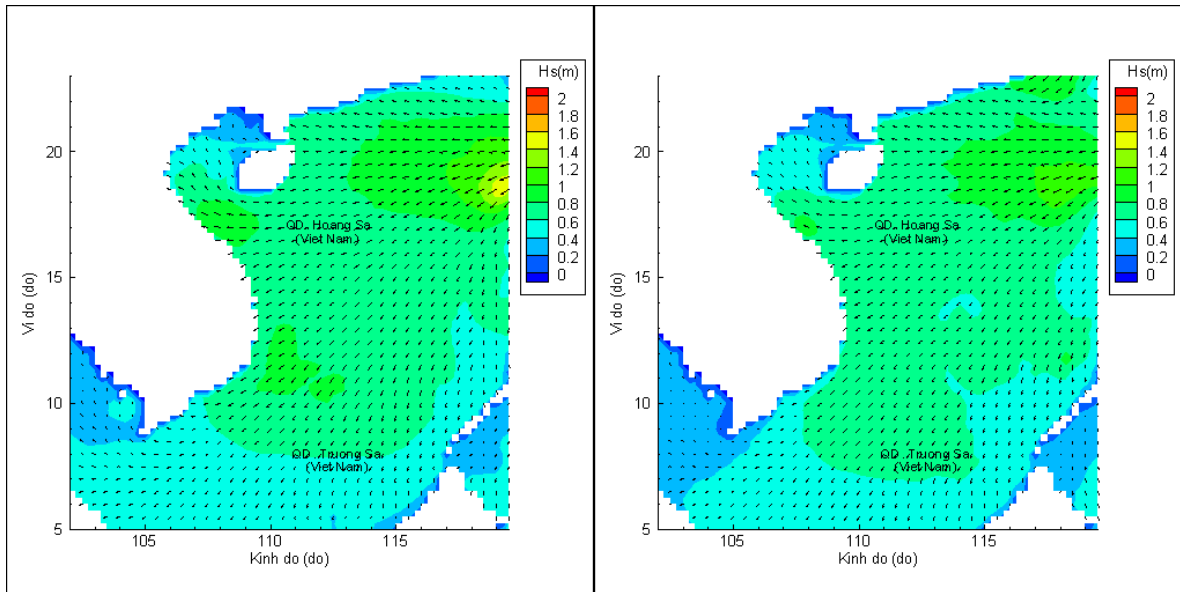 Hs(m)
2
1.8
1.6
1.4
1.2
1
0.8
0.6
0.4
0.2
0
20
15
10
5
Vi do (do)
QD. Hoang Sa
(Viet Nam)
QD. Truong Sa
(Viet Nam)
105
110
115
Kinh do (do)
Hs(m)
2
1.8
1.6
1.4
1.2
1
0.8
0.6
0.4
0.2
0
20
15
10
5
Vi do (do)
QD. Hoang Sa
(Viet Nam)
QD. Truong Sa
(Viet Nam)
105
110
115
Kinh do (do)